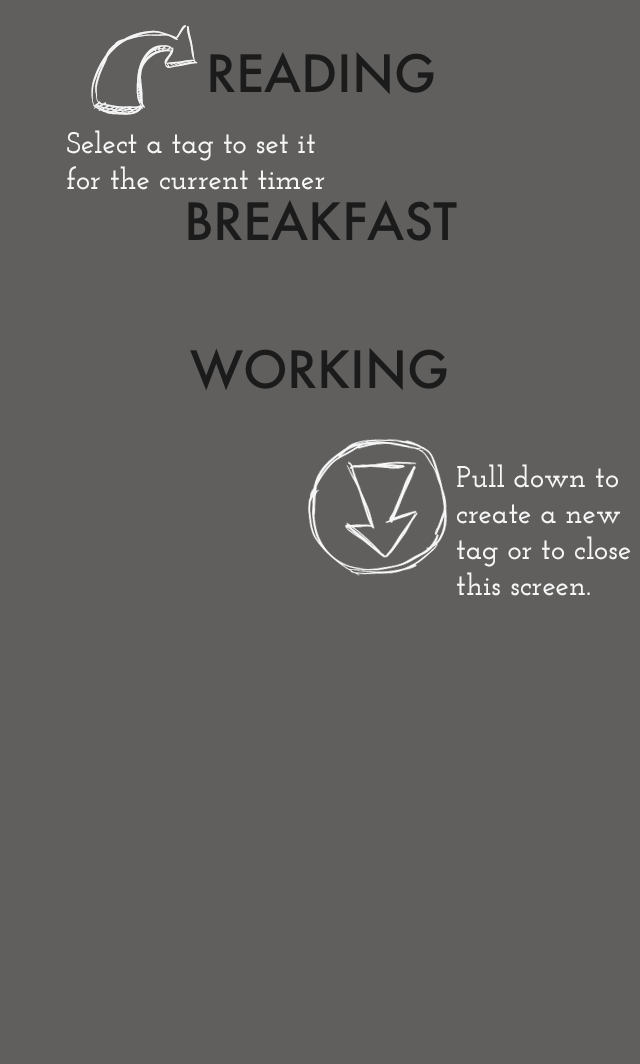 READING
Select a tag to set it
for the current timer
BREAKFAST
WORKING
Pull down to
create a new
tag or to close
this screen.